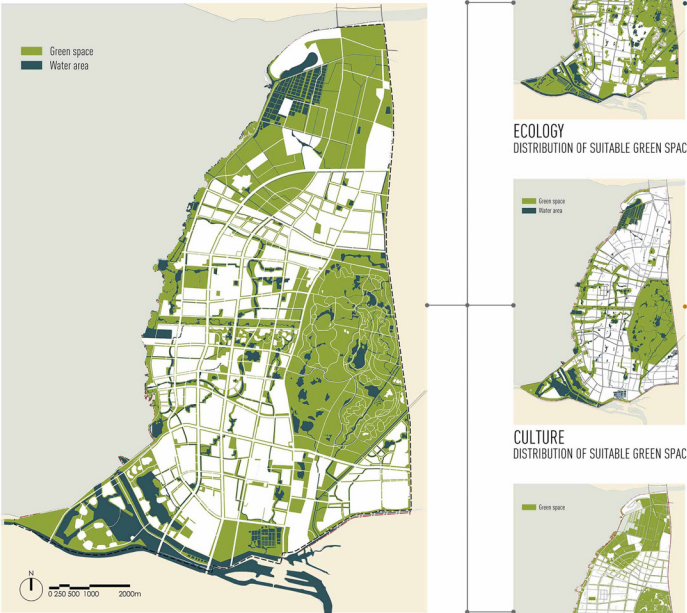 Green space
Water area
N
0 250 500 1000 2000m
ECOLOGY
DISTRIBUTION OF SUITABLE GREEN SPAC
Green space
Water area
CULTURE
DISTRIBUTION OF SUITABLE GREEN SPAC
Green space